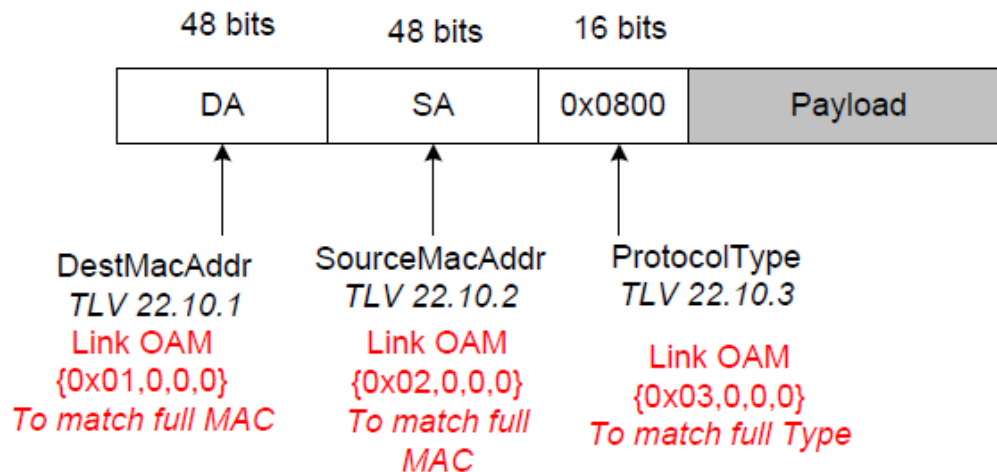 48 bits
48 bits
16 bits
DA
SA
0x0800
Payload
DestMacAddr
TLV 22.10.1
Link OAM
{0x01,0,0,0}
To match full MAC
SourceMacAddr
TLV 22.10.2
Link OAM
{0x02,0,0,0}
To match full
MAC
ProtocolType
TLV 22.10.3
Link OAM
{0x03,0,0,0}
To match full Type